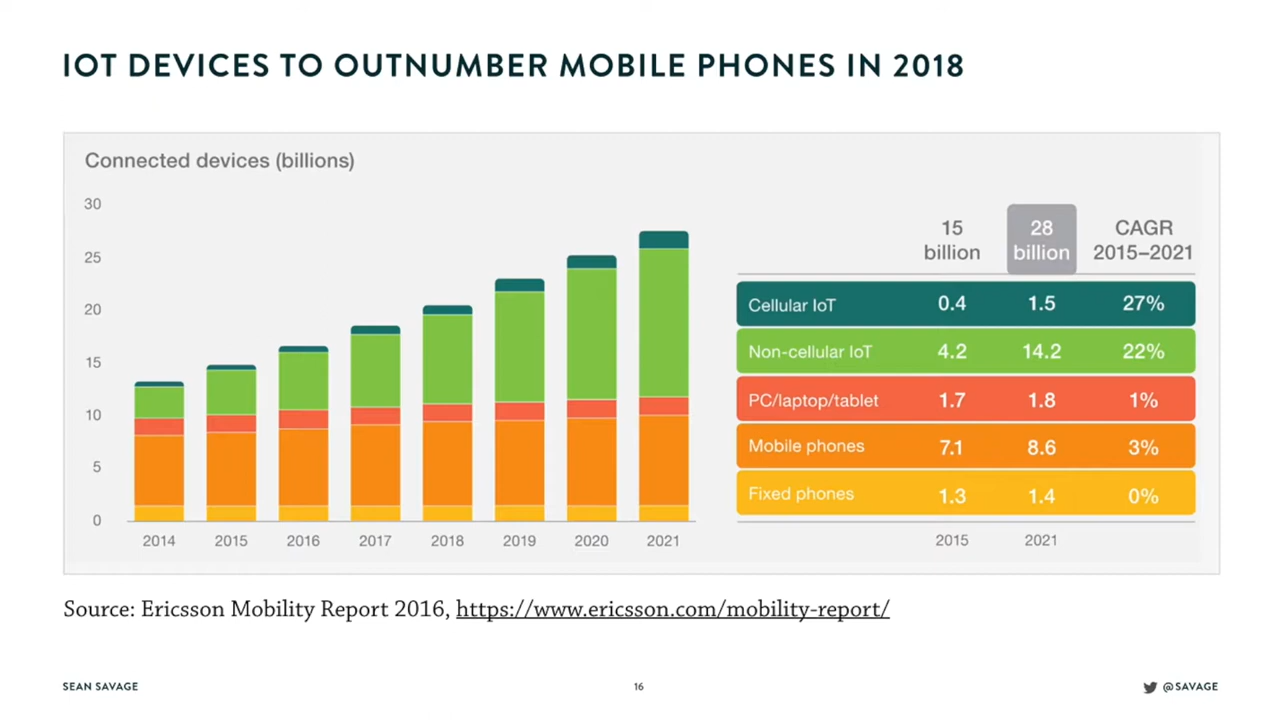 IOT DEVICES TO OUTNUMBER MOBILE PHONES IN 2018
Connected devices (billions)
30
25
20
15
10
5
0
2014 2015 2016 2017 2018 2019 2020 2021
15 billion
28 billion
CAGR 2015–2021
Cellular IoT 0.4 1.5 27%
Non-cellular IoT 4.2 14.2 22%
PC/laptop/tablet 1.7 1.8 1%
Mobile phones 7.1 8.6 3%
Fixed phones 1.3 1.4 0%
2015 2021
Source: Ericsson Mobility Report 2016, https://www.ericsson.com/mobility-report/
SEAN SAVAGE 16 @SAVAGE